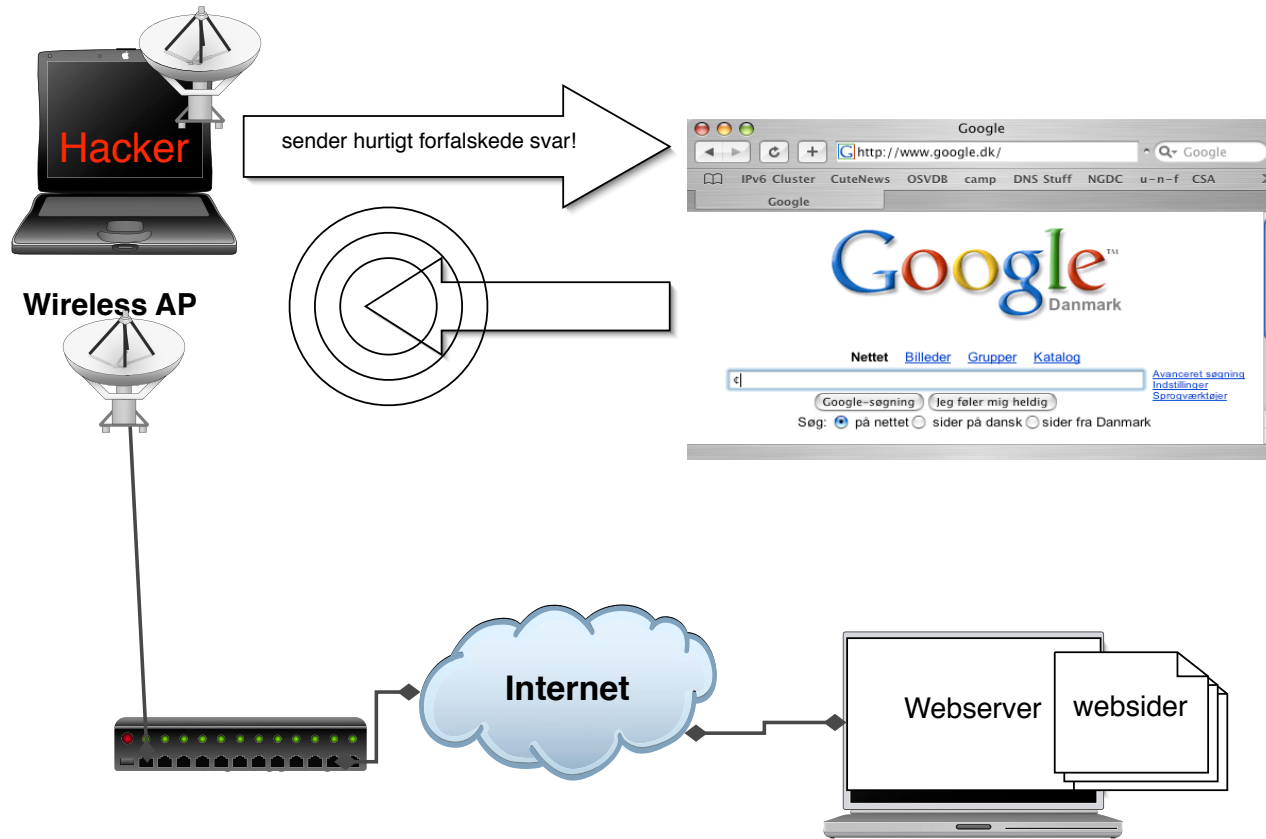 Hacker
sender hurtigt forfalskede svar!
Wireless AP
Google
http://www.google.dk/
Google
IPv6 Cluster CuteNews OSVDB camp DNS Stuff NGDC u-n-f CSA
Google
Google™
Danmark
Nettet Billeder Grupper Katalog
¢
Avanceret søgning
Indstillinger
Sprogværktøjer
Google-søgning Jeg føler mig heldig
Søg: på nettet sider på dansk sider fra Danmark
Internet
Webserver
websider